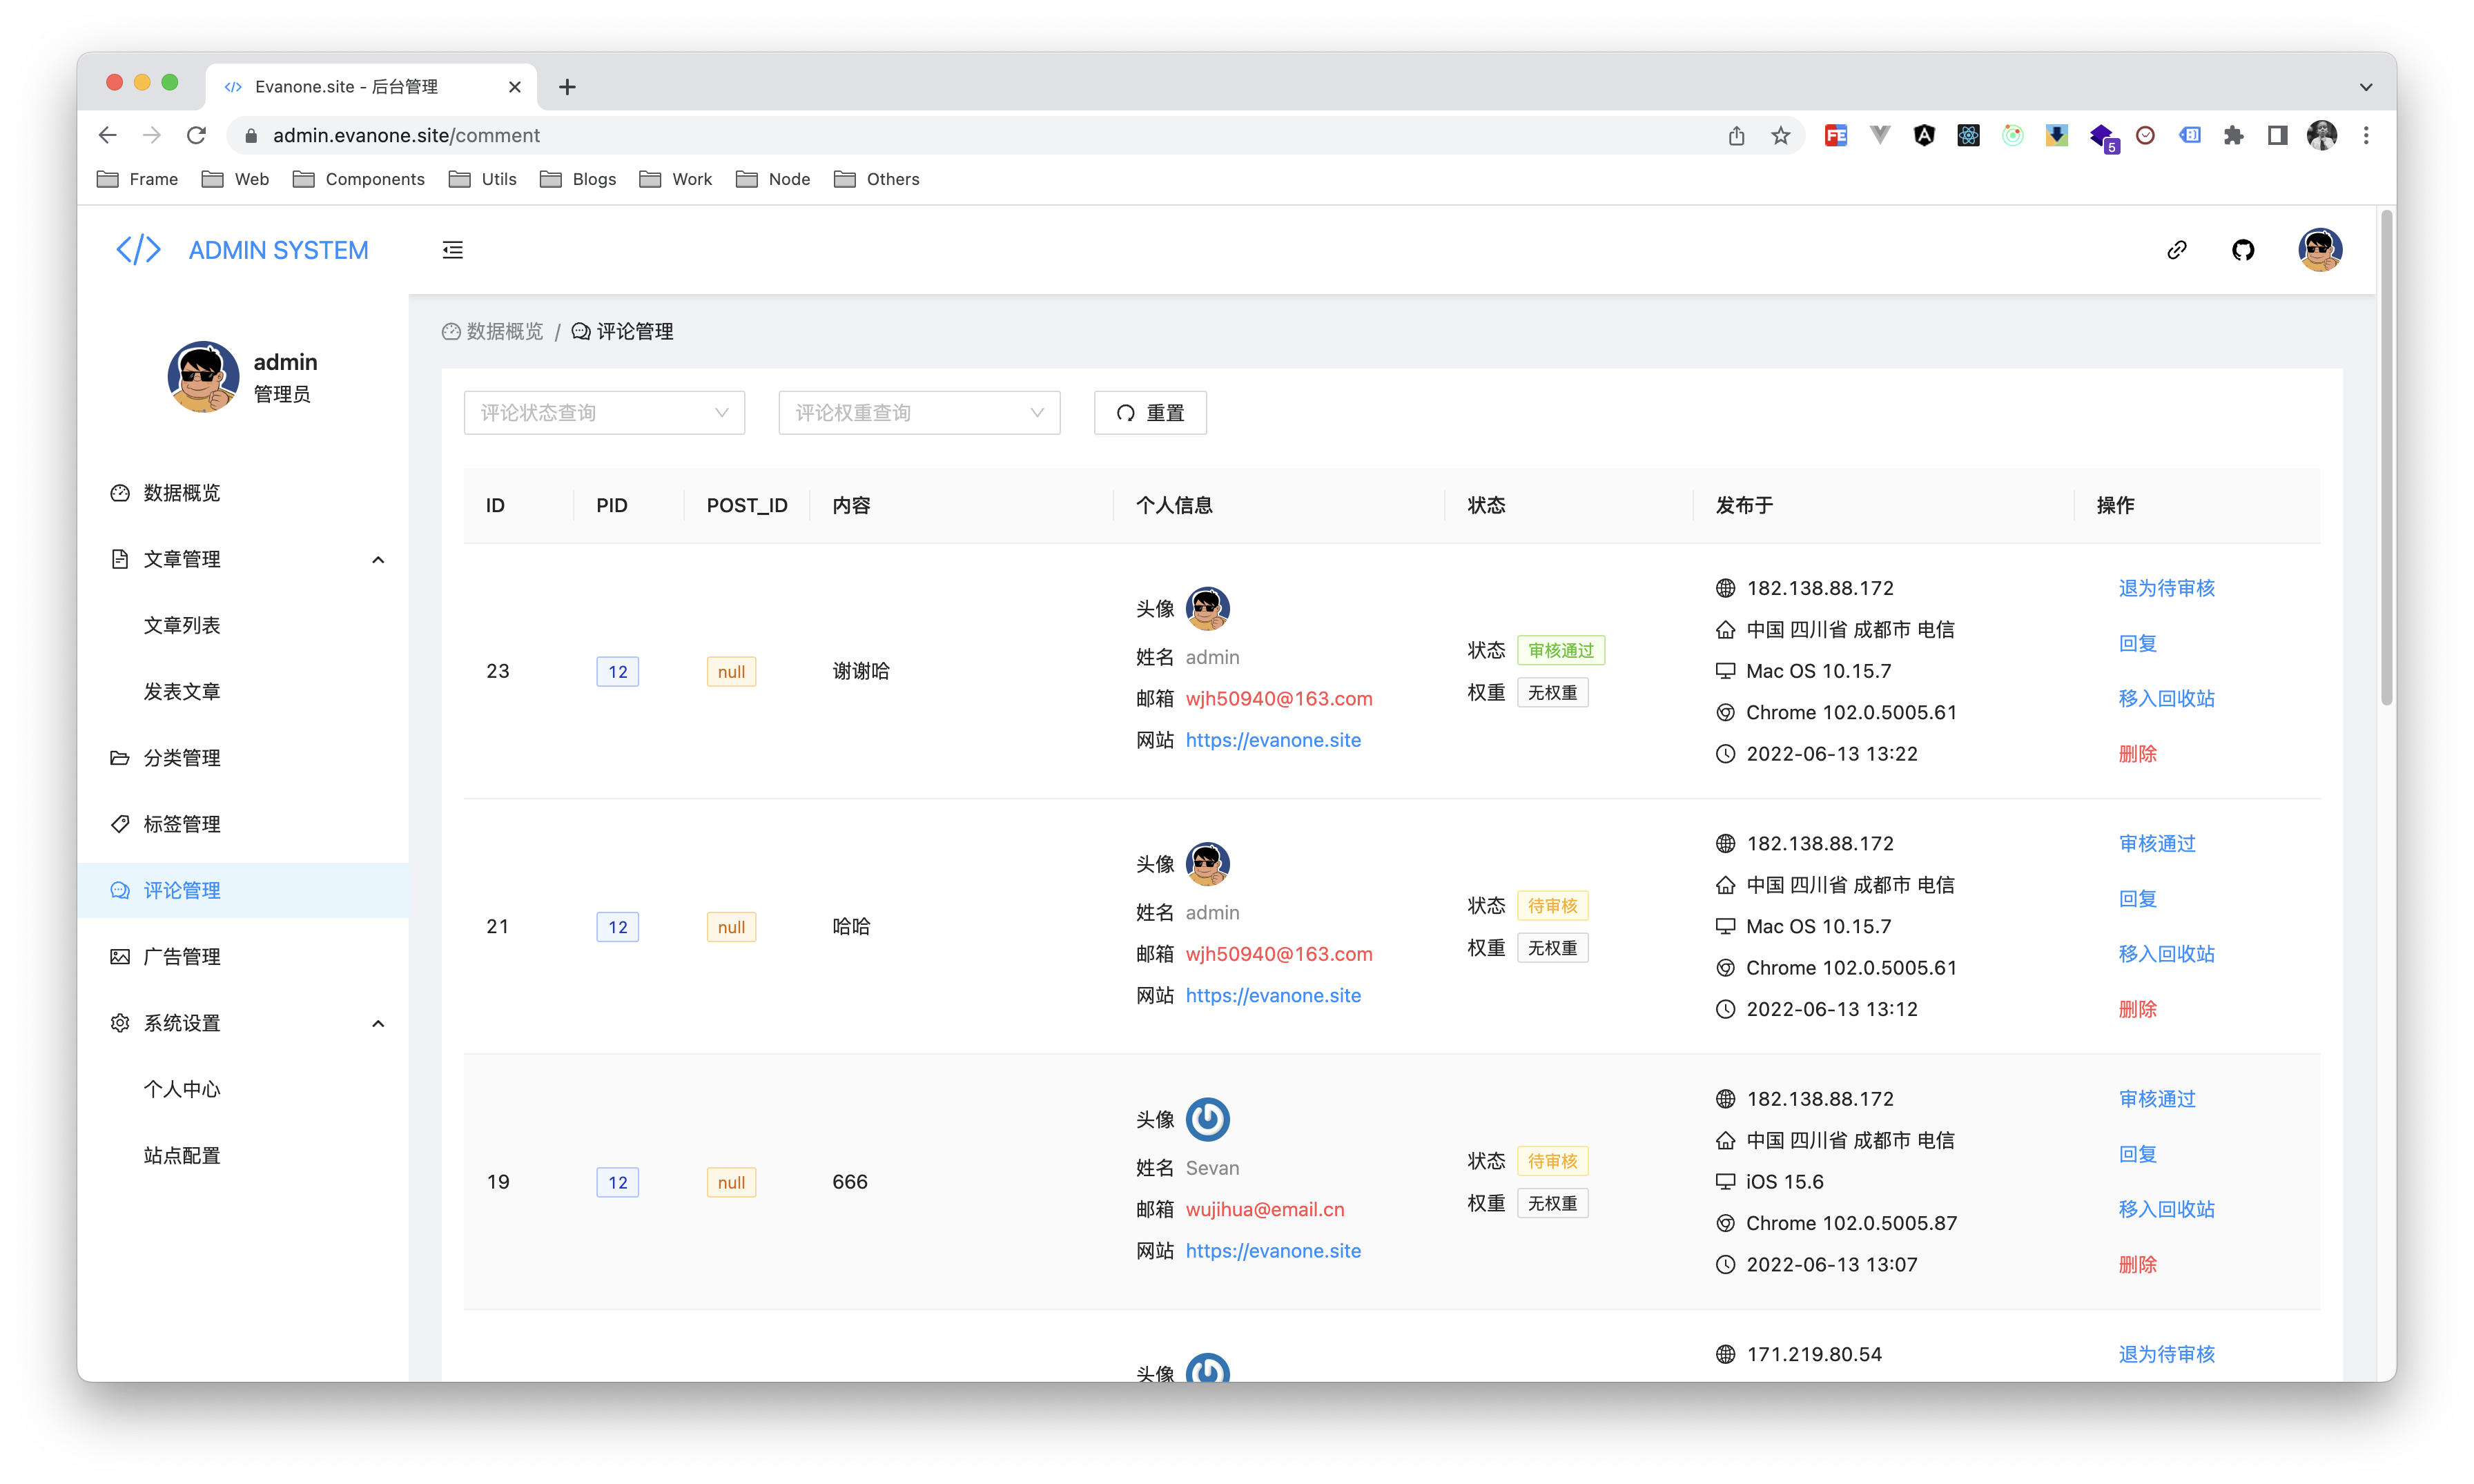 Evanone.site - 后台管理
admin.evanone.site/comment
5
Frame Web Components Utils Blogs Work Node Others
ADMIN SYSTEM
admin
管理员
数据概览
文章管理
文章列表
发表文章
分类管理
标签管理
评论管理
广告管理
系统设置
个人中心
站点配置
数据概览 / 评论管理
评论状态查询 评论权重查询 重置
ID PID POST_ID 内容 个人信息 状态 发布于 操作
23 12 null 谢谢哈
头像
姓名 admin
邮箱 wjh50940@163.com
网站 https://evanone.site
状态 审核通过
权重 无权重
182.138.88.172
中国 四川省 成都市 电信
Mac OS 10.15.7
Chrome 102.0.5005.61
2022-06-13 13:22
退为待审核
回复
移入回收站
删除
21 12 null 哈哈
头像
姓名 admin
邮箱 wjh50940@163.com
网站 https://evanone.site
状态 待审核
权重 无权重
182.138.88.172
中国 四川省 成都市 电信
Mac OS 10.15.7
Chrome 102.0.5005.61
2022-06-13 13:12
审核通过
回复
移入回收站
删除
19 12 null 666
头像
姓名 Sevan
邮箱 wujihua@email.cn
网站 https://evanone.site
状态 待审核
权重 无权重
182.138.88.172
中国 四川省 成都市 电信
iOS 15.6
Chrome 102.0.5005.87
2022-06-13 13:07
审核通过
回复
移入回收站
删除
头像
171.219.80.54
退为待审核